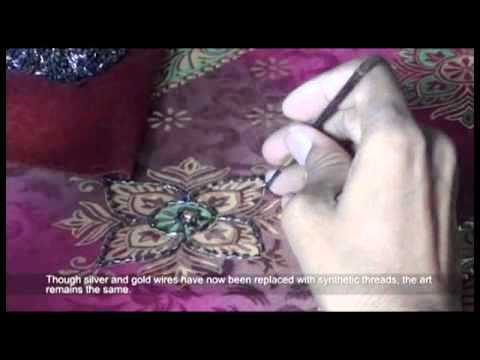 Though silver and gold wires have now been replaced with synthetic threads, the art
remains the same.